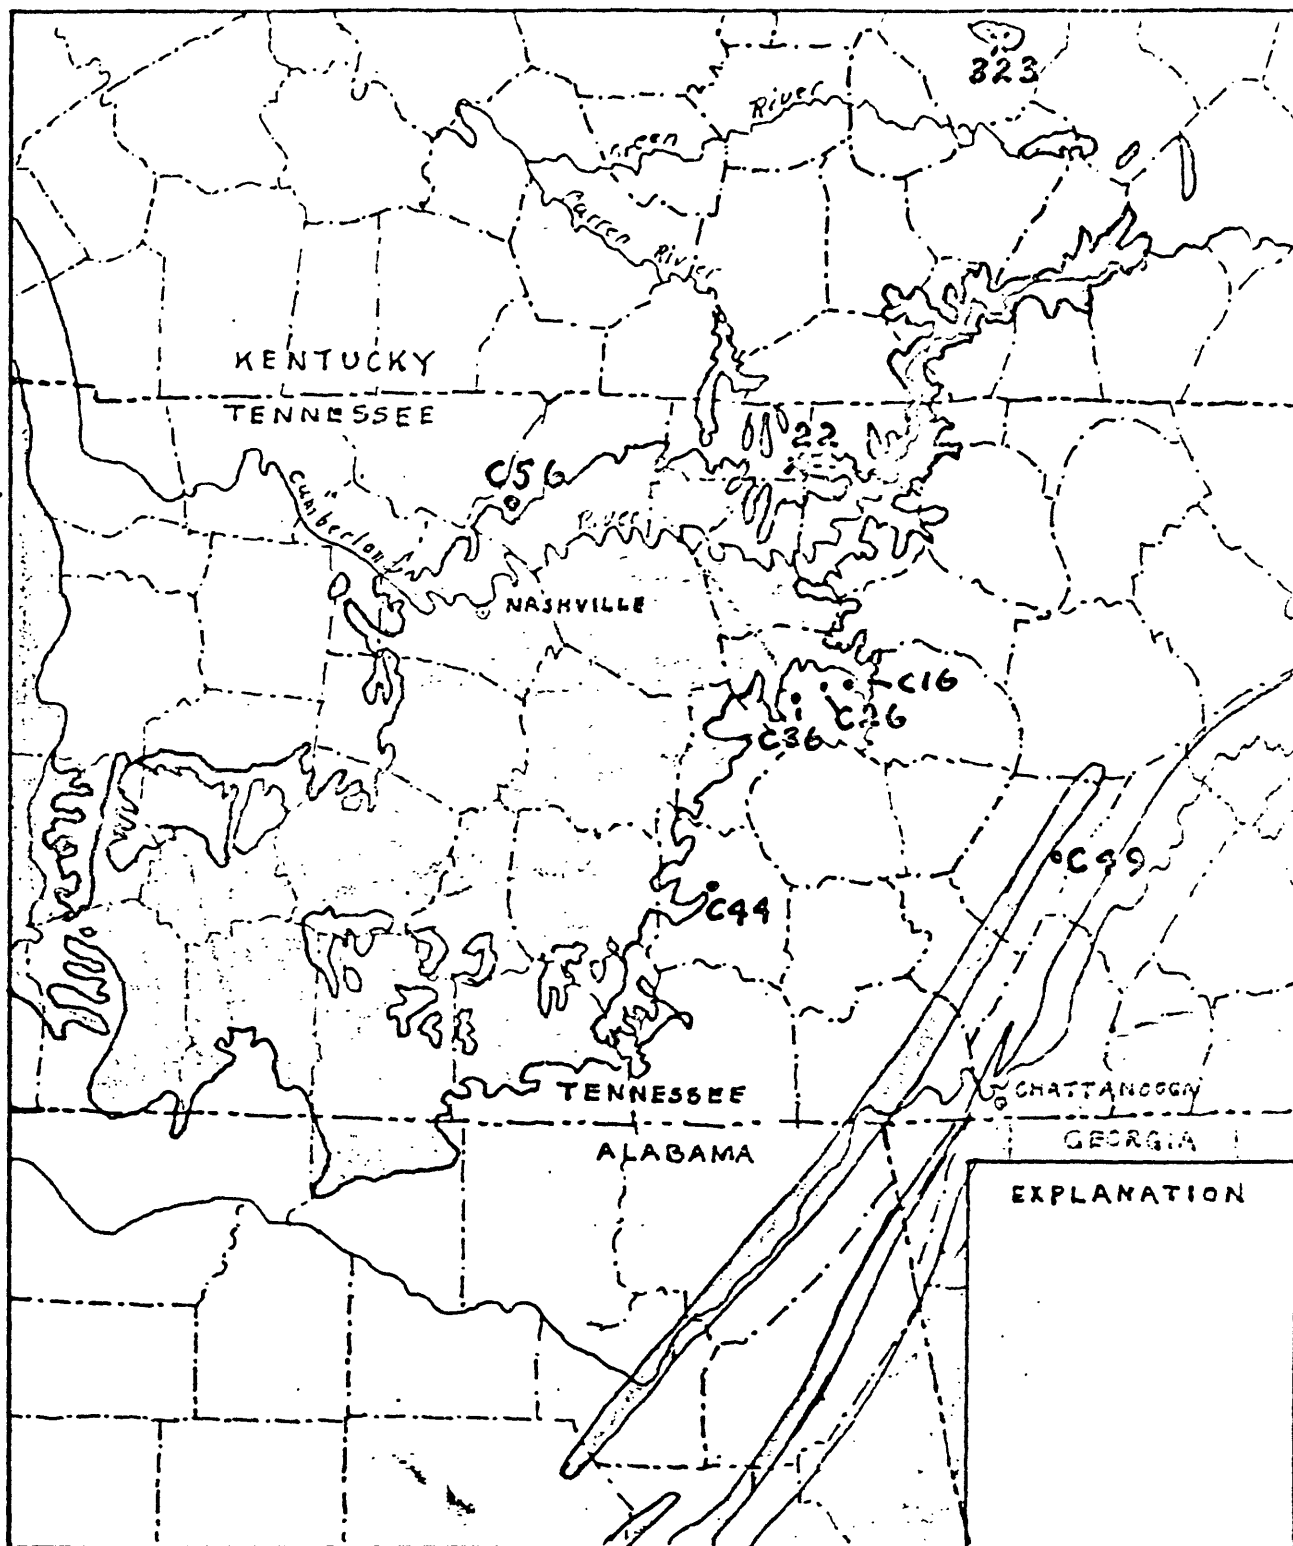 323
River
Green
Barren
River
KENTUCKY
TENNESSEE
22
C56
Cumberland
River
NASHVILLE
C16
C26
C36
C49
C44
TENNESSEE
CHATTANOOGA
ALABAMA
GEORGIA
EXPLANATION